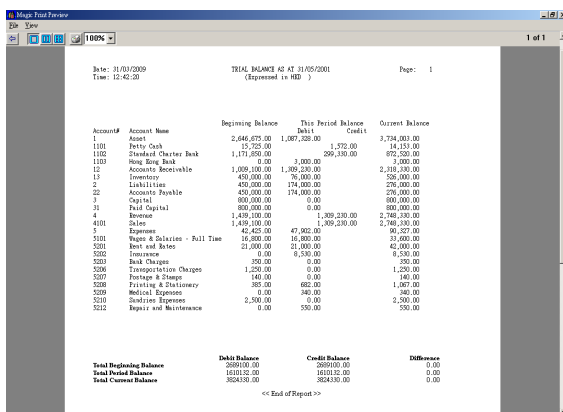 Magic Print Preview
File View
100%
1 of 1
Date: 31/03/2009 TRIAL BALANCE AS AT 31/05/2001 Page: 1
Time: 12:42:20 (Expressed in HKD )
Beginning Balance This Period Balance Current Balance
Account# Account Name Debit Credit
1 Asset 2,646,675.00 1,087,328.00 3,734,003.00
1101 Petty Cash 15,725.00 1,572.00 14,153.00
1102 Standard Charter Bank 1,171,850.00 299,330.00 872,520.00
1103 Hong Kong Bank 0.00 3,000.00 3,000.00
12 Accounts Receivable 1,009,100.00 1,309,230.00 2,318,330.00
13 Inventory 450,000.00 76,000.00 526,000.00
2 Liabilities 450,000.00 174,000.00 276,000.00
22 Accounts Payable 450,000.00 174,000.00 276,000.00
3 Capital 800,000.00 0.00 800,000.00
31 Paid Capital 800,000.00 0.00 800,000.00
4 Revenue 1,439,100.00 1,309,230.00 2,748,330.00
4101 Sales 1,439,100.00 1,309,230.00 2,748,330.00
5 Expenses 42,425.00 47,902.00 90,327.00
5101 Wages & Salaries - Full Time 16,800.00 16,800.00 33,600.00
5201 Rent and Rates 21,000.00 21,000.00 42,000.00
5202 Insurance 0.00 8,530.00 8,530.00
5203 Bank Charges 350.00 0.00 350.00
5206 Transportation Charges 1,250.00 0.00 1,250.00
5207 Postage & Stamps 140.00 0.00 140.00
5208 Printing & Stationery 385.00 682.00 1,067.00
5209 Medical Expenses 0.00 340.00 340.00
5210 Sundries Expenses 2,500.00 0.00 2,500.00
5212 Repair and Maintenance 0.00 550.00 550.00
Debit Balance Credit Balance Difference
Total Beginning Balance 2689100.00 2689100.00 0.00
Total Period Balance 1610132.00 1610132.00 0.00
Total Current Balance 3824330.00 3824330.00 0.00
<< End of Report >>